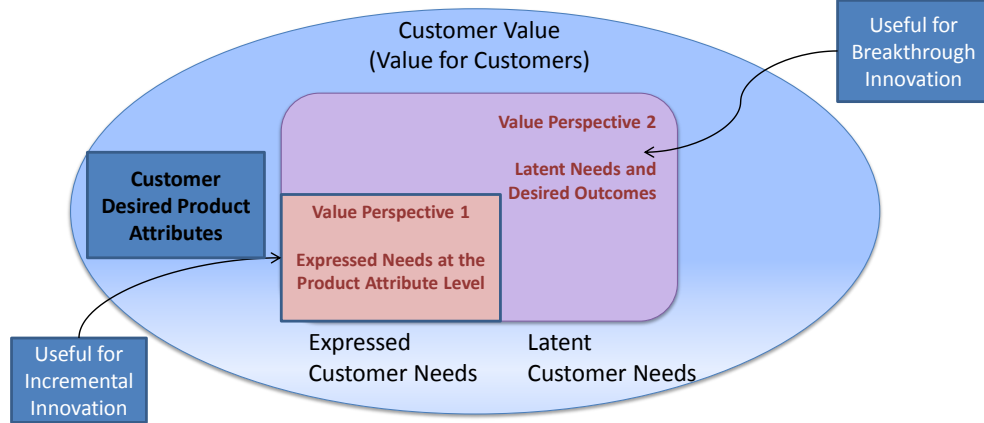 Customer Value
(Value for Customers)
Useful for
Breakthrough
Innovation
Value Perspective 2
Latent Needs and
Desired Outcomes
Customer
Desired Product
Attributes
Value Perspective 1
Expressed Needs at the
Product Attribute Level
Useful for
Incremental
Innovation
Expressed
Customer Needs
Latent
Customer Needs